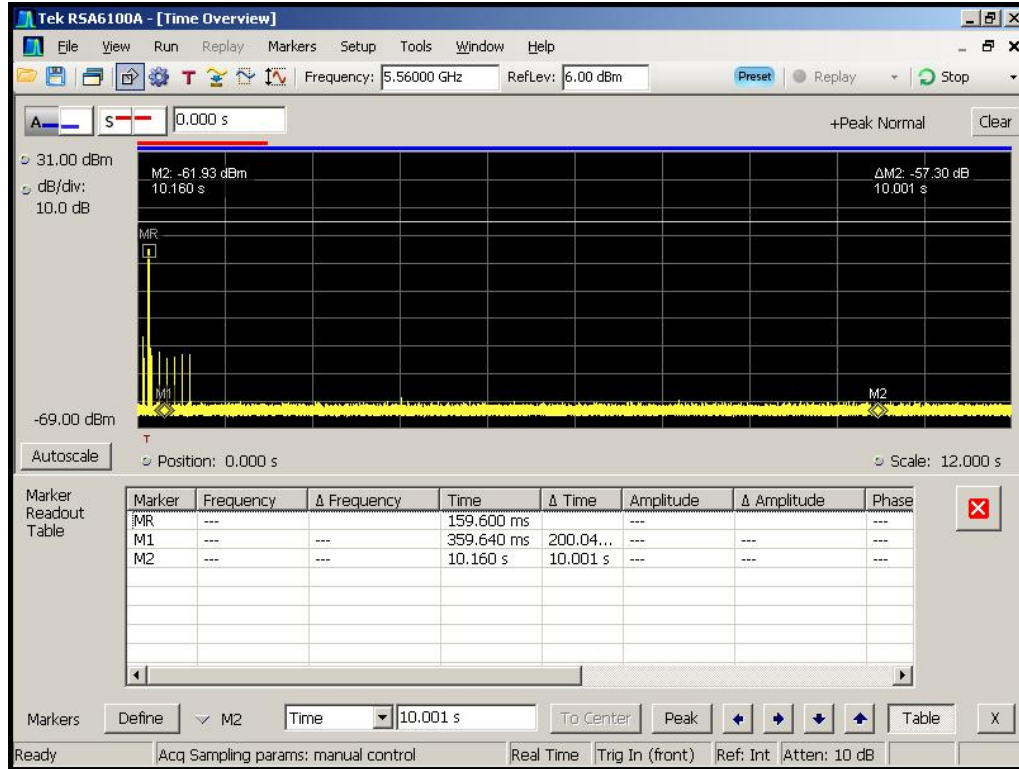 Tek RSA6100A - [Time Overview]
File View Run Replay Markers Setup Tools Window Help
T Frequency: 5.56000 GHz RefLev: 6.00 dBm Preset Replay Stop
A S 0.000 s +Peak Normal Clear
31.00 dBm
dB/div:
10.0 dB
M2: -61.93 dBm
10.160 s
ΔM2: -57.30 dB
10.001 s
MR
M1
M2
-69.00 dBm
T
Autoscale Position: 0.000 s Scale: 12.000 s
Marker
Readout
Table
Marker Frequency Δ Frequency Time Δ Time Amplitude Δ Amplitude Phase
MR --- 159.600 ms --- ---
M1 --- --- 359.640 ms 200.04... --- --- ---
M2 --- --- 10.160 s 10.001 s --- --- ---
Markers Define M2 Time 10.001 s To Center Peak Table X
Ready Acq Sampling params: manual control Real Time Trig In (front) Ref: Int Atten: 10 dB